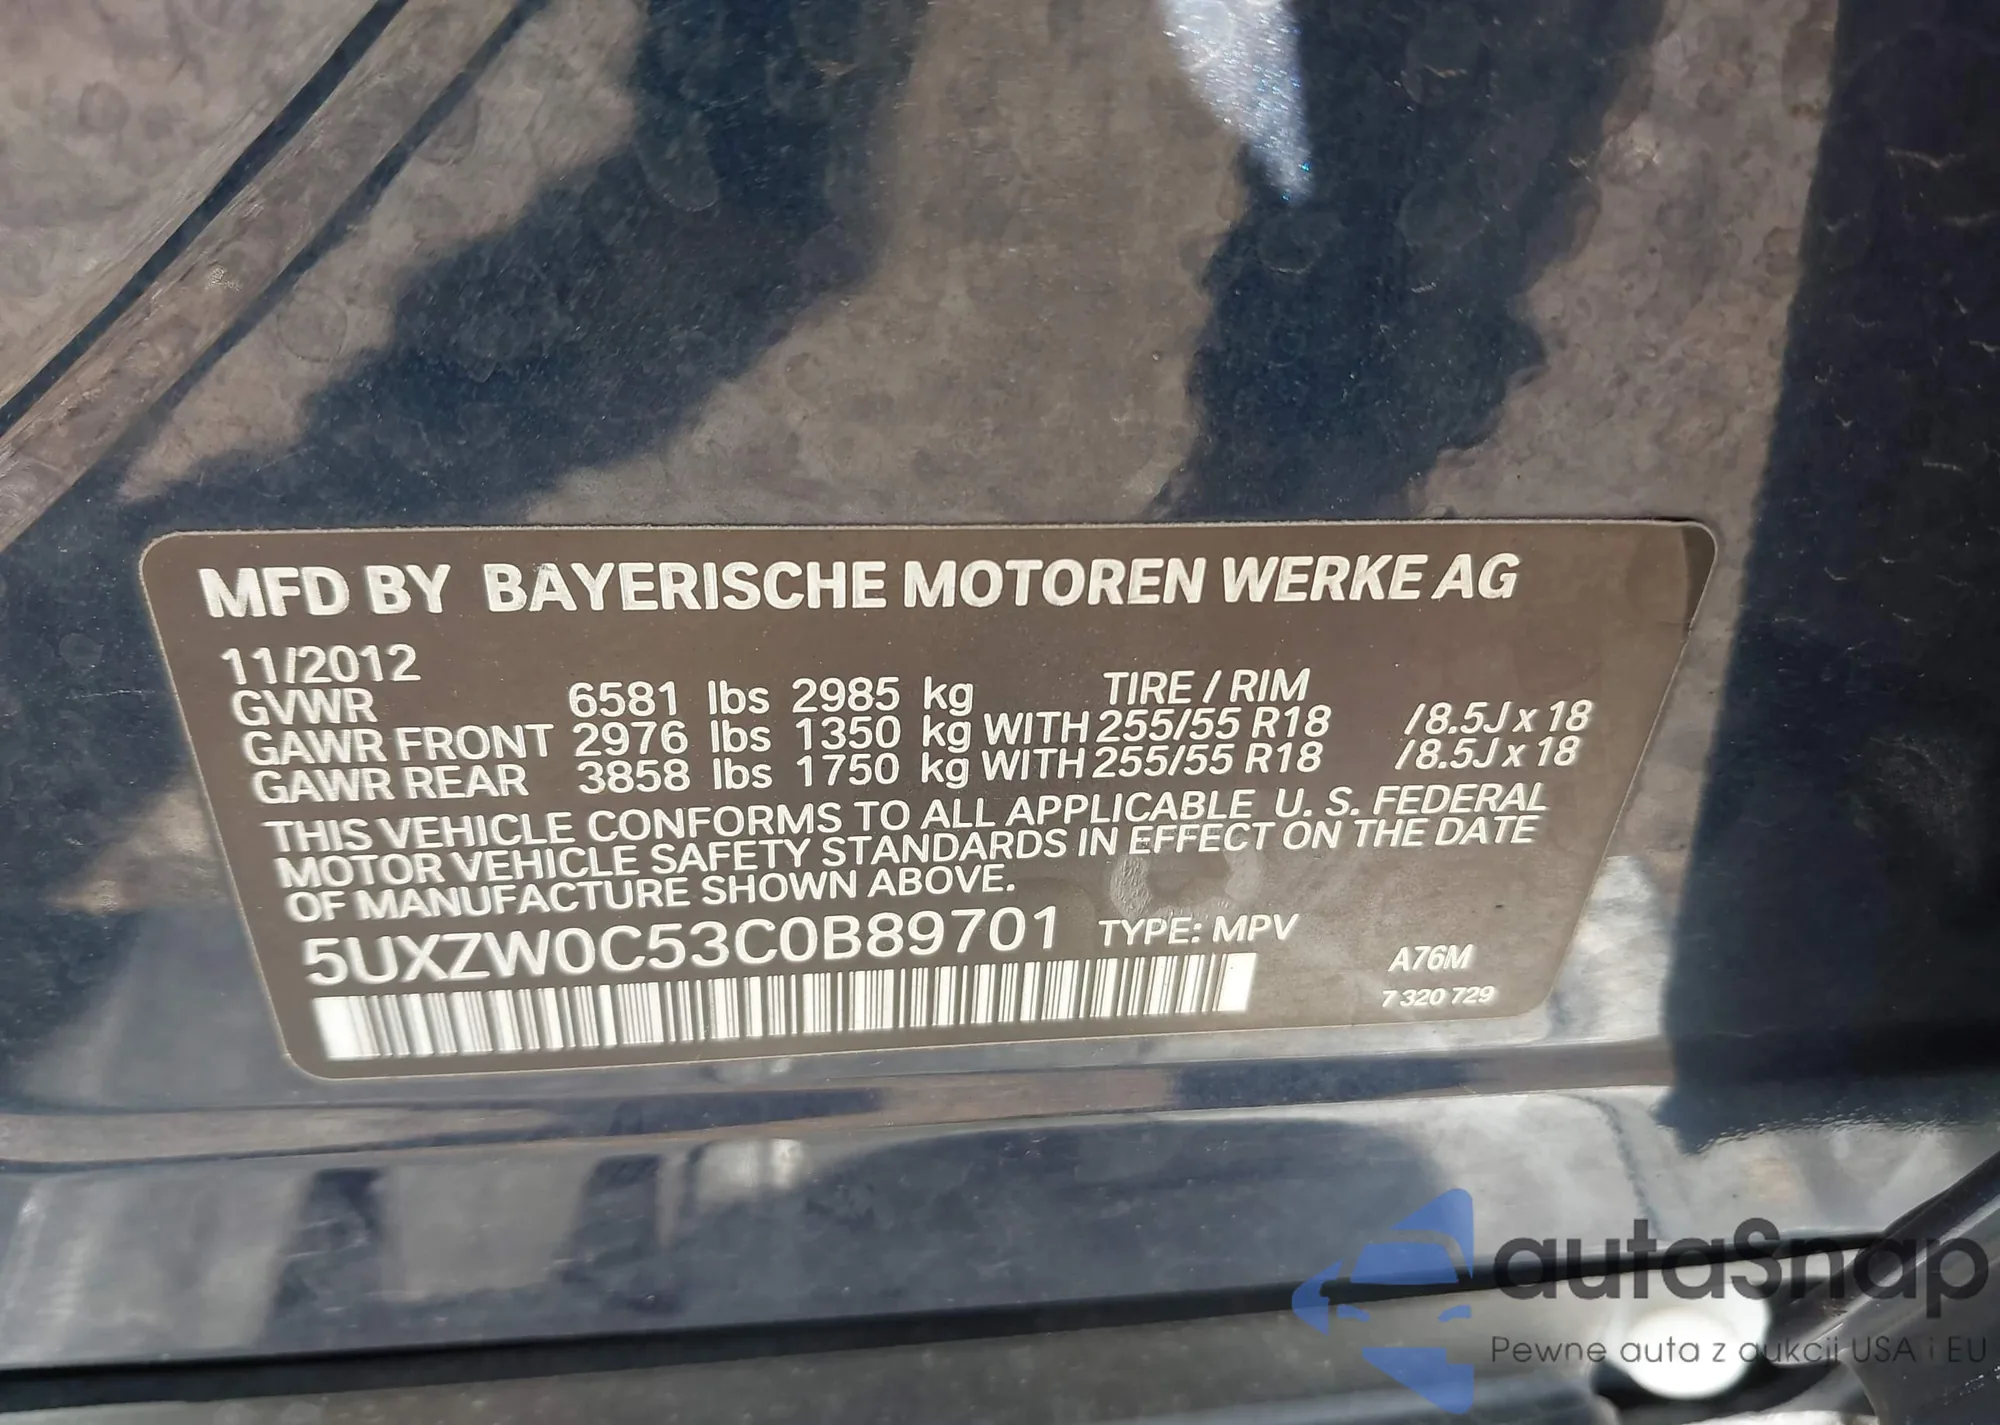 MFD BY BAYERISCHE MOTOREN WERKE AG
11/2012
TIRE / RIM
GVWR 6581 lbs 2985 kg
GAWR FRONT 2976 lbs 1350 kg WITH 255/55 R18 /8.5J x 18
GAWR REAR 3858 lbs 1750 kg WITH 255/55 R18 /8.5J x 18
THIS VEHICLE CONFORMS TO ALL APPLICABLE U. S. FEDERAL
MOTOR VEHICLE SAFETY STANDARDS IN EFFECT ON THE DATE
OF MANUFACTURE SHOWN ABOVE.
5UXZW0C53C0B89701 TYPE: MPV
A76M
7 320 729
autaSnap
Pewne auta z aukcji USA i EU